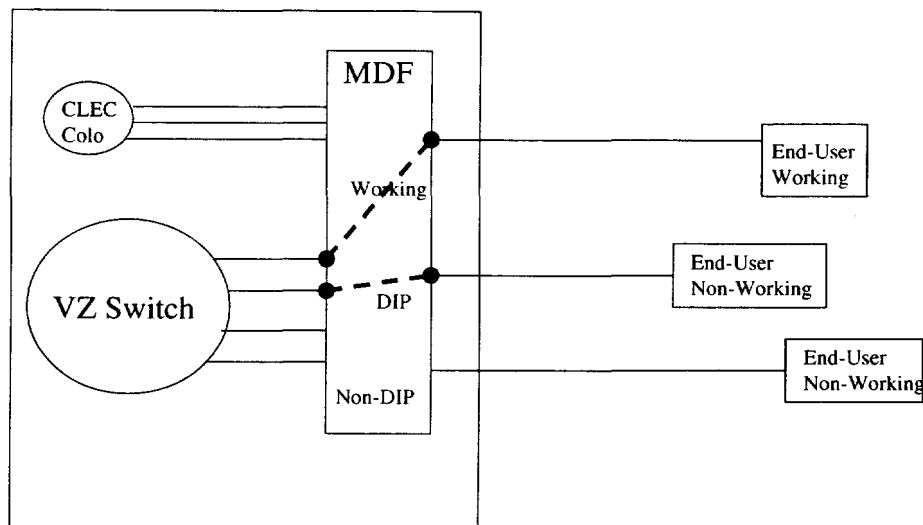 MDF
CLEC
Colo
End-User
Working
Working
End-User
Non-Working
VZ Switch
DIP
End-User
Non-Working
Non-DIP